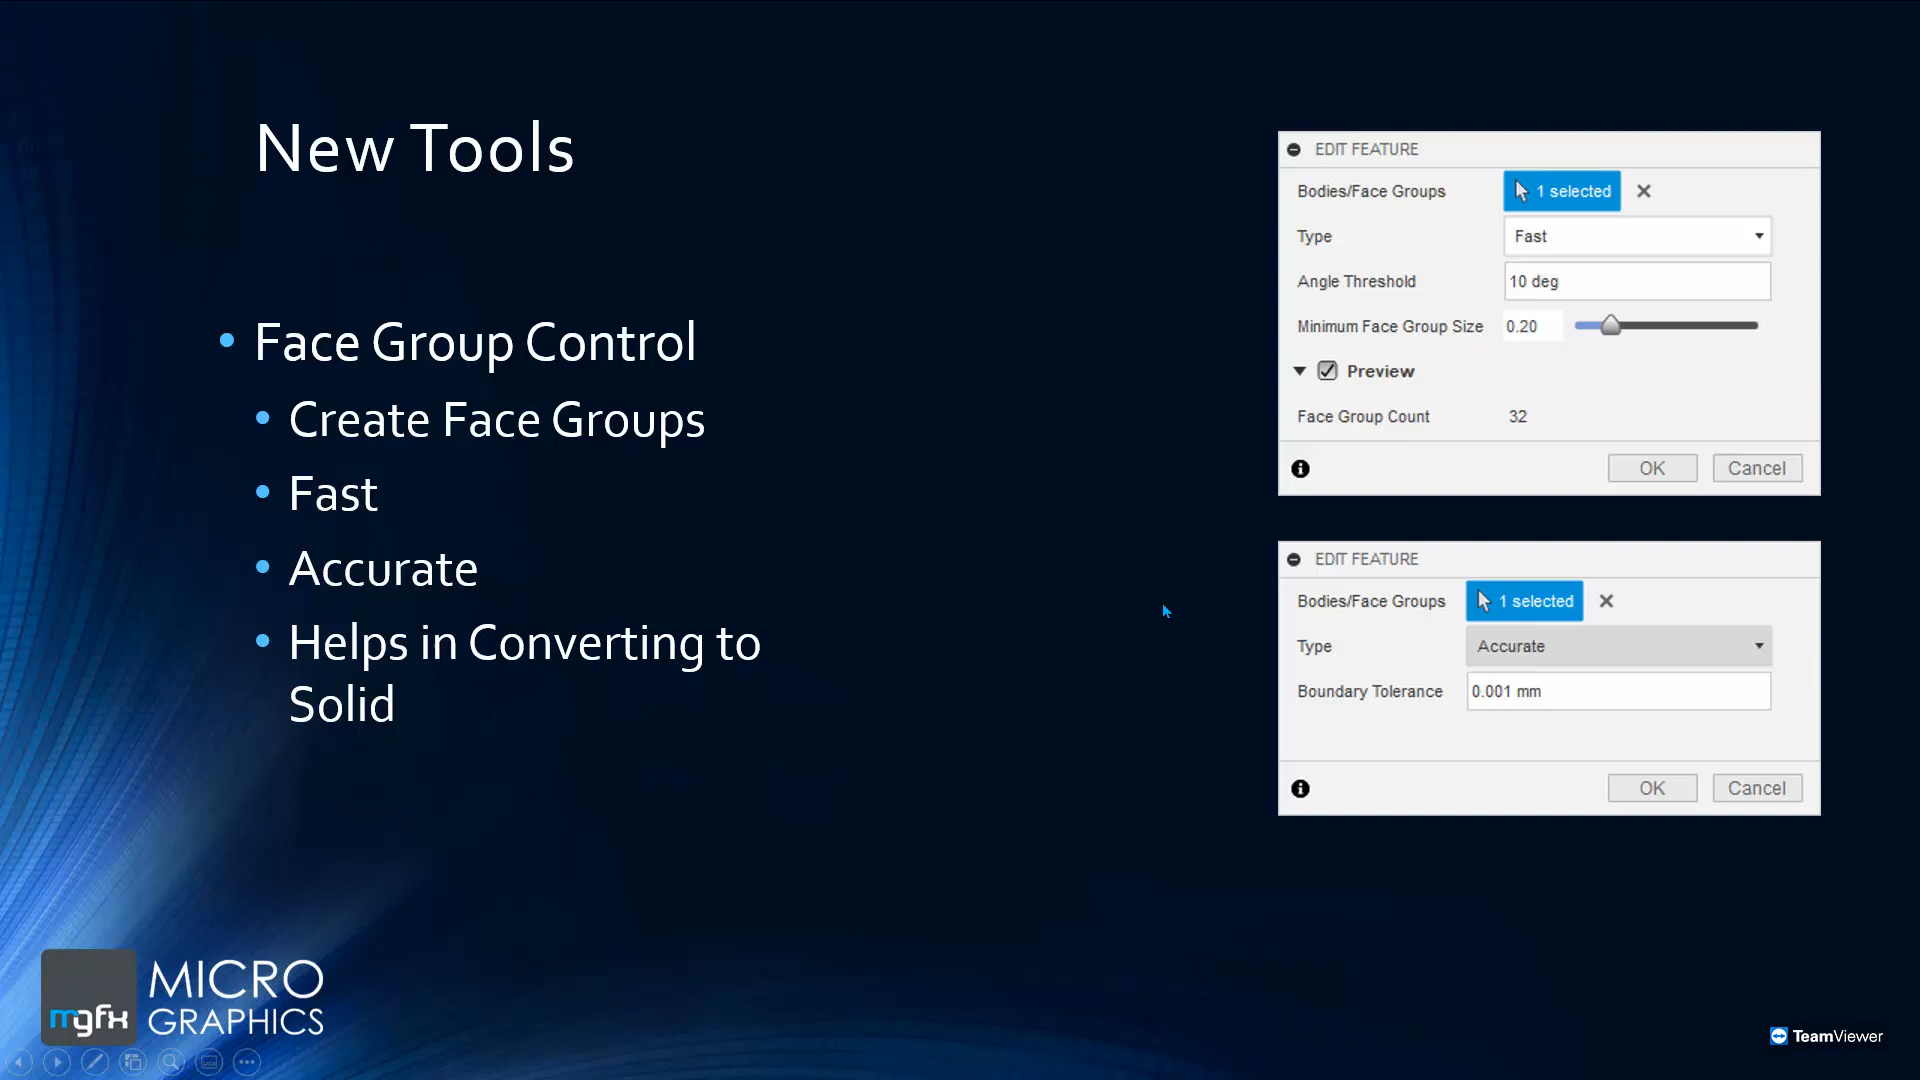 New Tools
Face Group Control
Create Face Groups
Fast
Accurate
Helps in Converting to
Solid
EDIT FEATURE
Bodies/Face Groups 1 selected
Type Fast
Angle Threshold 10 deg
Minimum Face Group Size 0.20
Preview
Face Group Count 32
OK Cancel
EDIT FEATURE
Bodies/Face Groups 1 selected
Type Accurate
Boundary Tolerance 0.001 mm
OK Cancel
mgfx
MICRO
GRAPHICS
TeamViewer